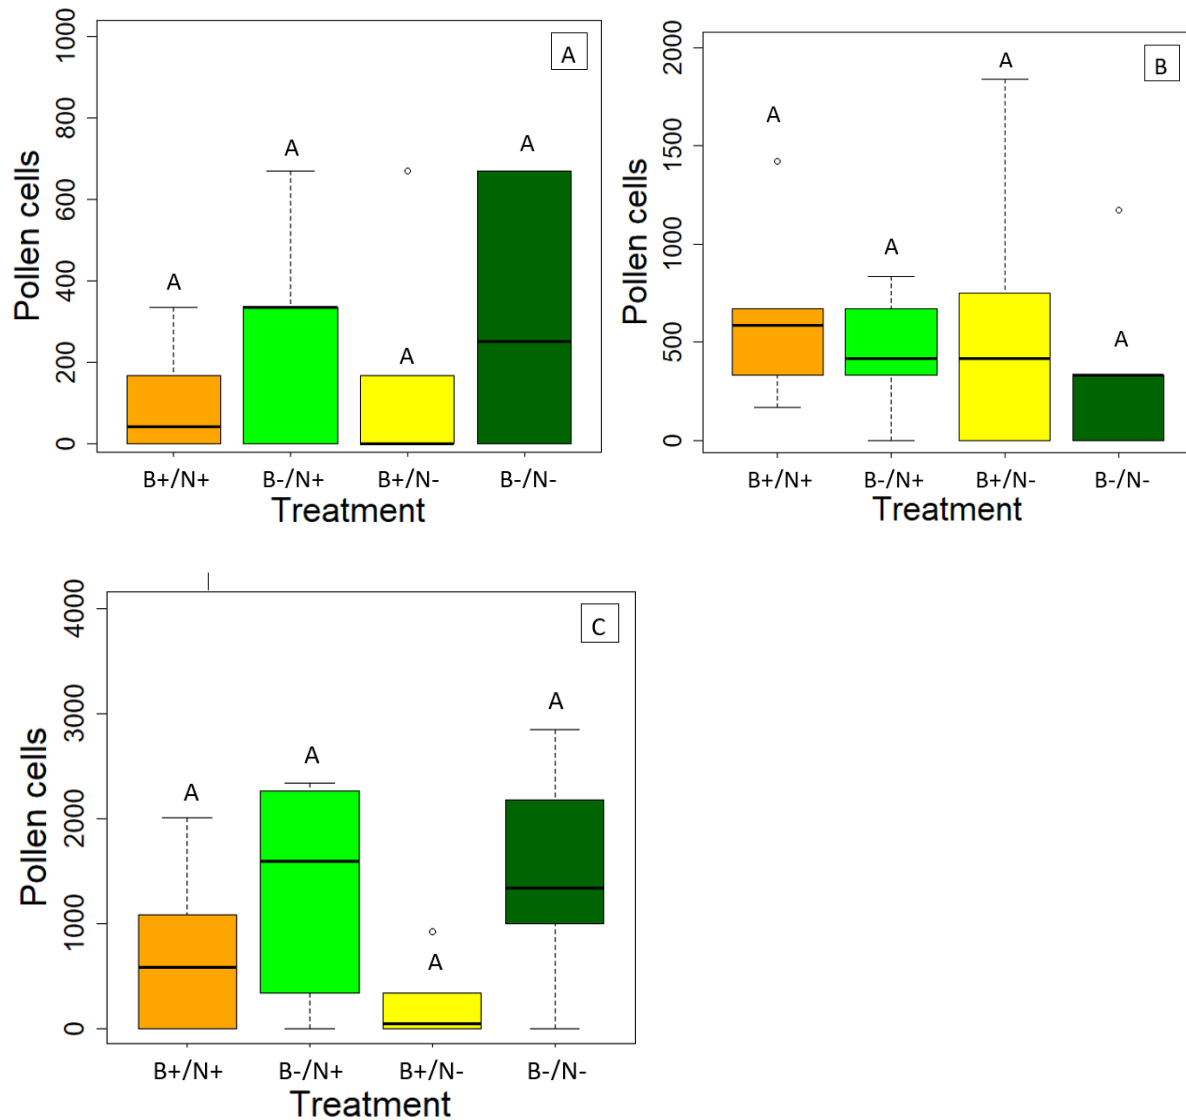 A
Pollen cells
1000
800
600
400
200
0
A
A
A
A
B+/N+
B-/N+
B+/N-
B-/N-
Treatment
B
Pollen cells
2000
1500
1000
500
0
A
A
A
A
B+/N+
B-/N+
B+/N-
B-/N-
Treatment
C
Pollen cells
4000
3000
2000
1000
0
A
A
A
A
B+/N+
B-/N+
B+/N-
B-/N-
Treatment